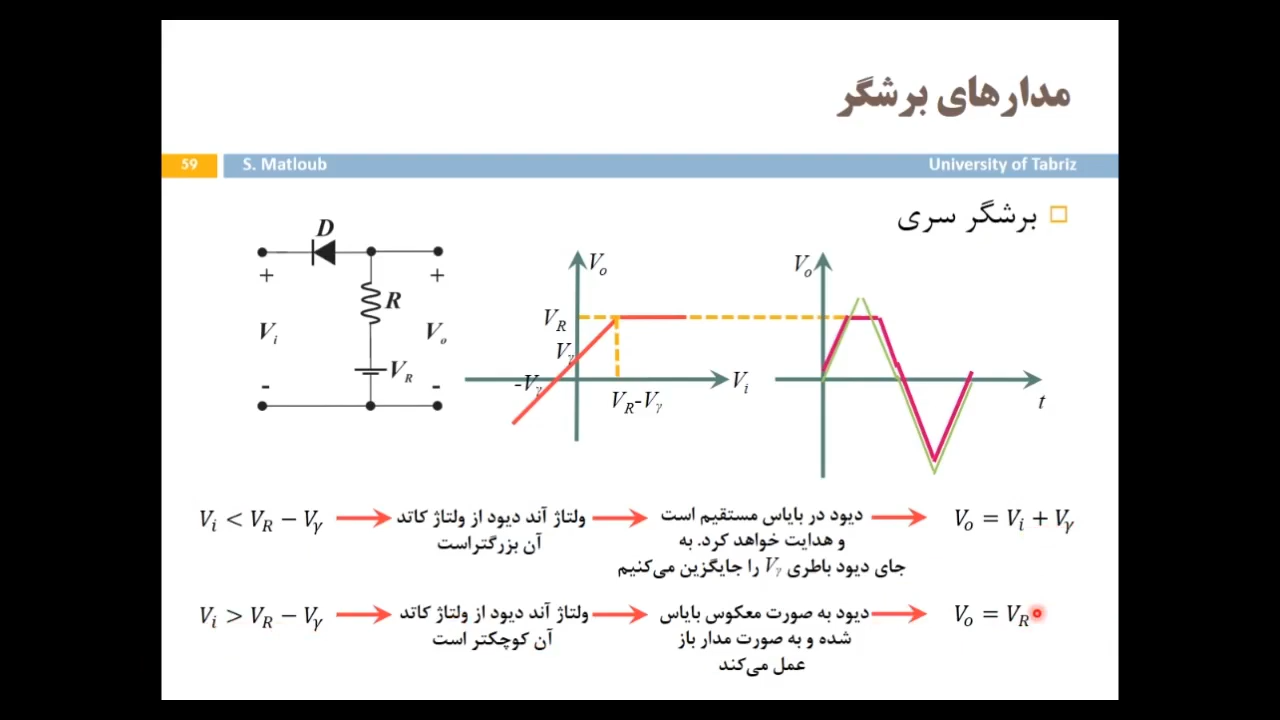 مدارهای برشگر
59 S. Matloub University of Tabriz
برشگر سری
D
+ +
R
Vi Vo
VR
- -
Vo
VR
Vγ
-Vγ
VR-Vγ
Vi
Vo
t
Vi < VR − Vγ
ولتاژ آند دیود از ولتاژ کاتد
آن بزرگتراست
دیود در بایاس مستقیم است
و هدایت خواهد کرد. به
جای دیود باطری Vγ را جایگزین می‌کنیم
Vo = Vi + Vγ
Vi > VR − Vγ
ولتاژ آند دیود از ولتاژ کاتد
آن کوچکتر است
دیود به صورت معکوس بایاس
شده و به صورت مدار باز
عمل می‌کند
Vo = VR